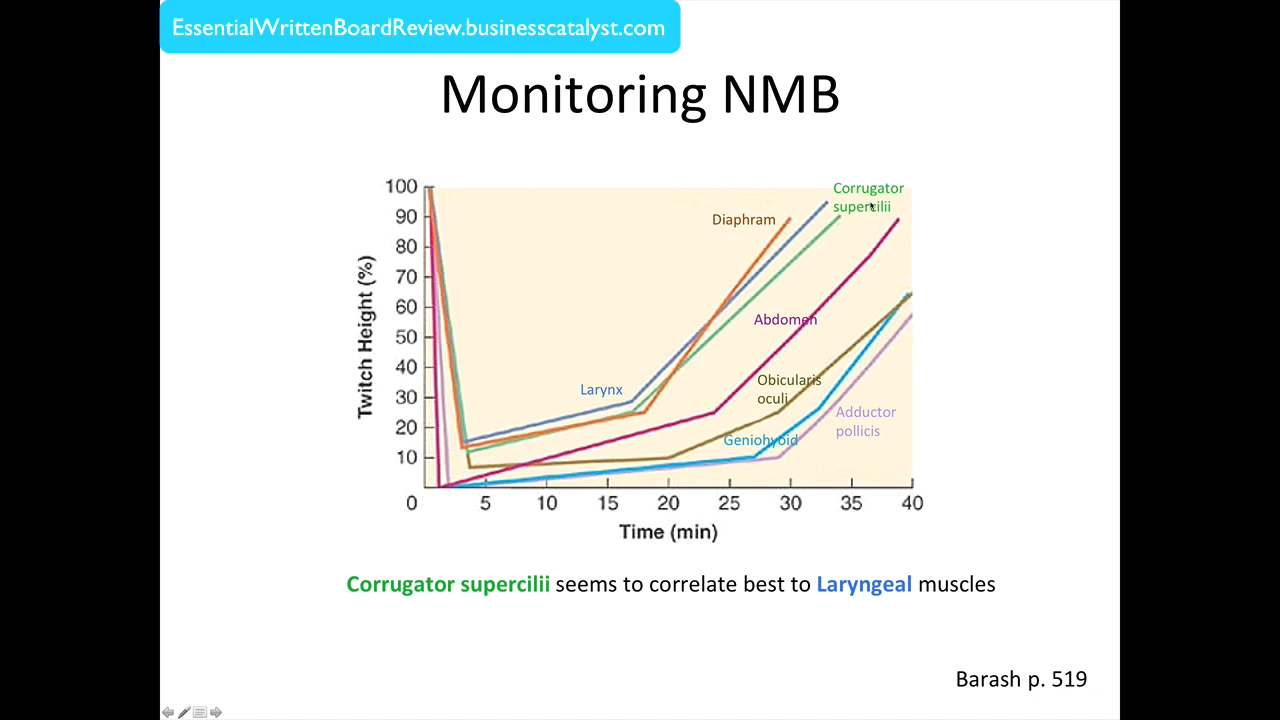 EssentialWrittenBoardReview.businesscatalyst.com
Monitoring NMB
Twitch Height (%)
100
90
80
70
60
50
40
30
20
10
0
5
10
15
20
25
30
35
40
Time (min)
Corrugator
supercilii
Diaphram
Abdomen
Larynx
Obicularis
oculi
Adductor
pollicis
Geniohyoid
Corrugator supercilii seems to correlate best to Laryngeal muscles
Barash p. 519